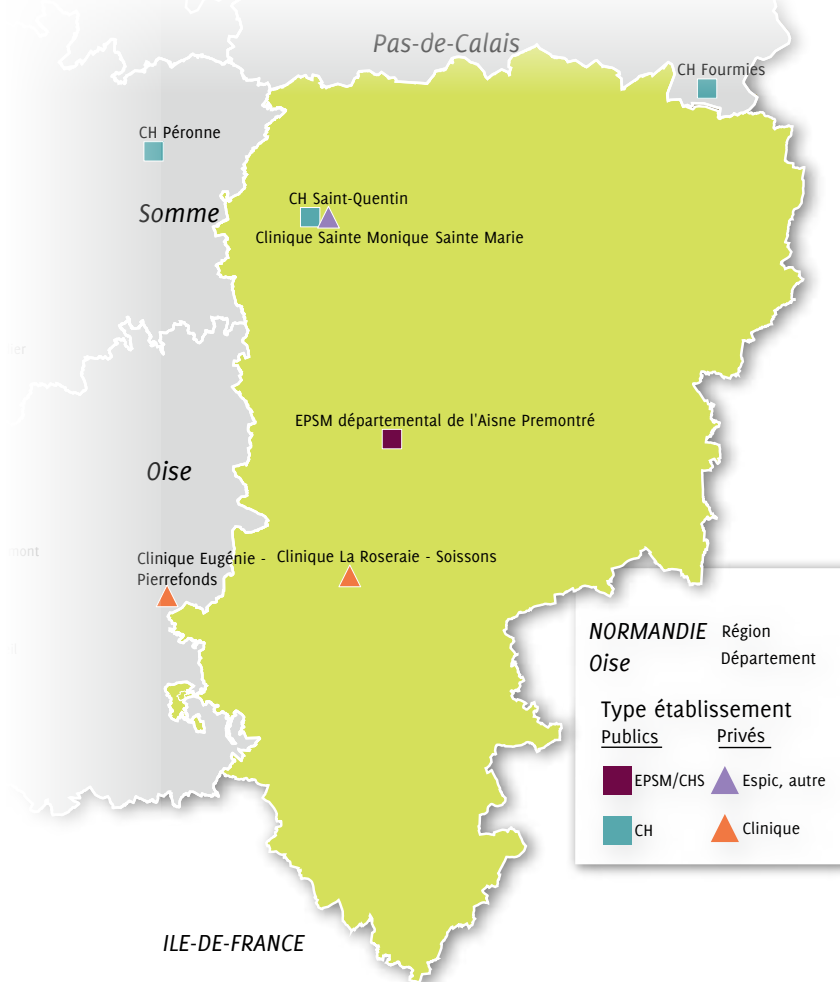 Pas-de-Calais
CH Fourmies
CH Péronne
CH Saint-Quentin
Somme
Clinique Sainte Monique Sainte Marie
EPSM départemental de l'Aisne Premontré
Oise
Clinique Eugénie -
Pierrefonds
Clinique La Roseraie - Soissons
NORMANDIE Région
Oise Département
Type établissement
Publics Privés
EPSM/CHS Espic, autre
CH Clinique
ILE-DE-FRANCE